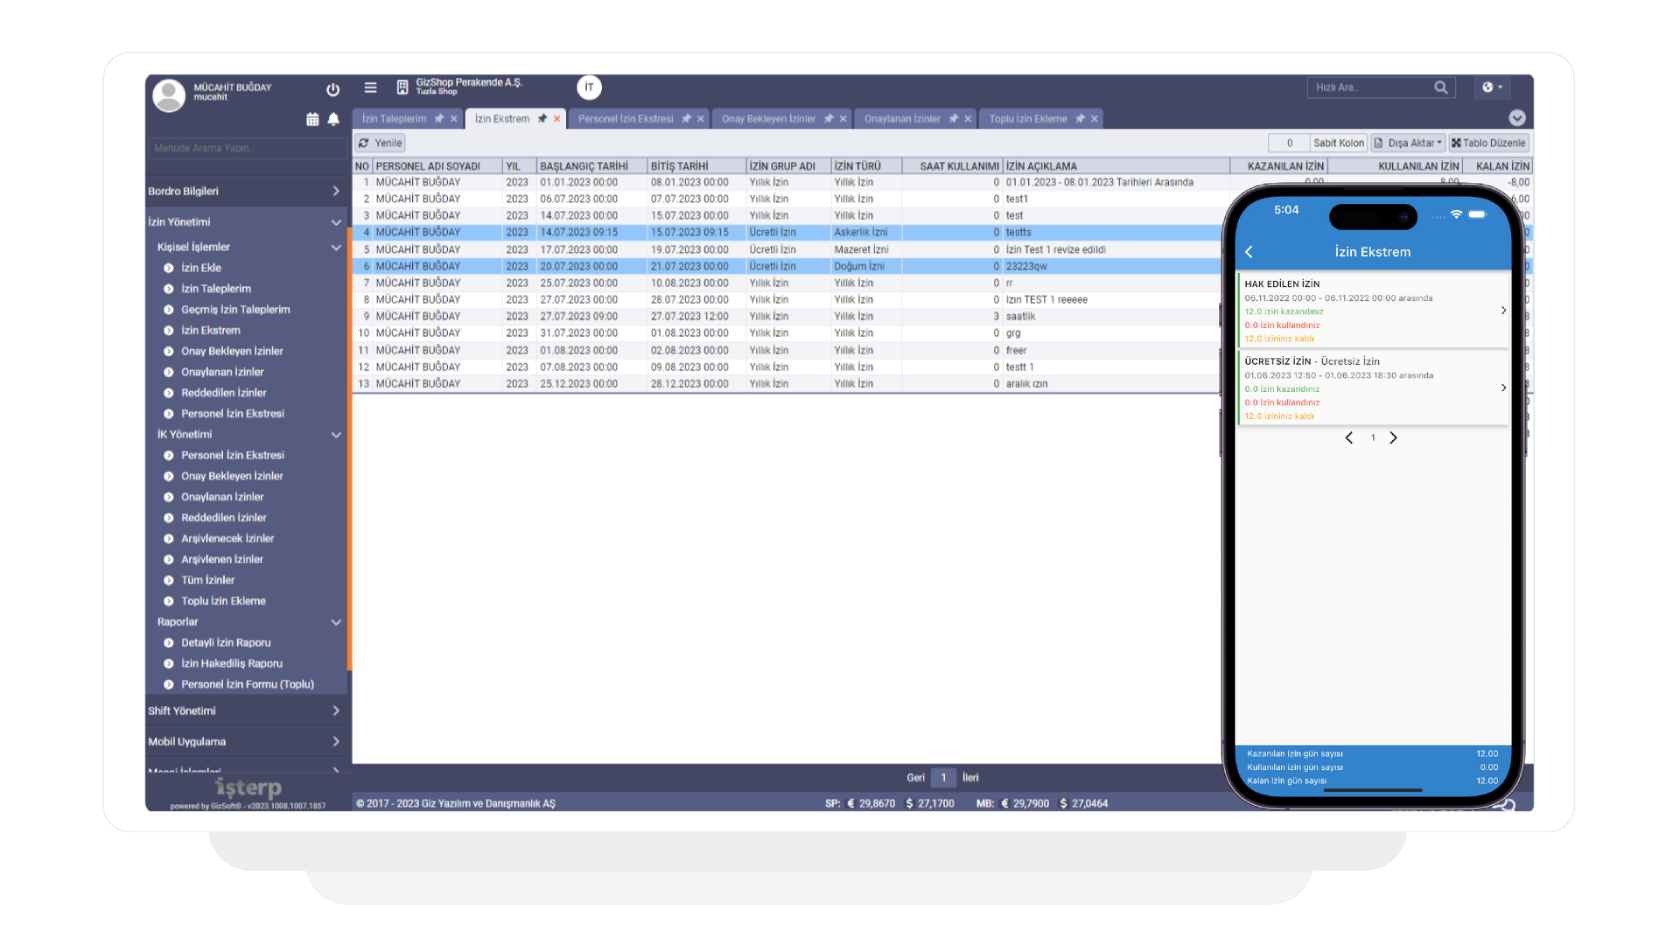 MÜCAHİT BUĞDAY
mucahit
GizShop Perakende A.Ş.
Tuzla Shop
İT
Hızlı Ara..
İzin Taleplerim
İzin Ekstrem
Personel İzin Ekstresi
Onay Bekleyen İzinler
Onaylanan İzinler
Toplu İzin Ekleme
Menüde Arama Yapın..
Yenile
0 Sabit Kolon Dışa Aktar Tablo Düzenle
NO PERSONEL ADI SOYADI YIL BAŞLANGIÇ TARİHİ BİTİŞ TARİHİ İZİN GRUP ADI İZİN TÜRÜ SAAT KULLANIMI İZİN AÇIKLAMA KAZANILAN İZİN KULLANILAN İZİN KALAN İZİN
1 MÜCAHİT BUĞDAY 2023 01.01.2023 00:00 08.01.2023 00:00 Yıllık İzin Yıllık İzin 0 01.01.2023 - 08.01.2023 Tarihleri Arasında 0,00 8,00 -8,00
2 MÜCAHİT BUĞDAY 2023 06.07.2023 00:00 07.07.2023 00:00 Yıllık İzin Yıllık İzin 0 test1
3 MÜCAHİT BUĞDAY 2023 14.07.2023 00:00 15.07.2023 00:00 Yıllık İzin Yıllık İzin 0 test
4 MÜCAHİT BUĞDAY 2023 14.07.2023 09:15 15.07.2023 09:15 Ücretli İzin Askerlik İzni 0 testts
5 MÜCAHİT BUĞDAY 2023 17.07.2023 00:00 19.07.2023 00:00 Ücretli İzin Mazeret İzni 0 İzin Test 1 revize edildi
6 MÜCAHİT BUĞDAY 2023 20.07.2023 00:00 21.07.2023 00:00 Ücretli İzin Doğum İzni 0 23223qw
7 MÜCAHİT BUĞDAY 2023 25.07.2023 00:00 10.08.2023 00:00 Yıllık İzin Yıllık İzin 0 rr
8 MÜCAHİT BUĞDAY 2023 27.07.2023 00:00 28.07.2023 00:00 Yıllık İzin Yıllık İzin 0 Izin TEST 1 reeeee
9 MÜCAHİT BUĞDAY 2023 27.07.2023 09:00 27.07.2023 12:00 Yıllık İzin Yıllık İzin 3 saatlik
10 MÜCAHİT BUĞDAY 2023 31.07.2023 00:00 01.08.2023 00:00 Yıllık İzin Yıllık İzin 0 grg
11 MÜCAHİT BUĞDAY 2023 01.08.2023 00:00 02.08.2023 00:00 Yıllık İzin Yıllık İzin 0 freer
12 MÜCAHİT BUĞDAY 2023 07.08.2023 00:00 09.08.2023 00:00 Yıllık İzin Yıllık İzin 0 testt 1
13 MÜCAHİT BUĞDAY 2023 25.12.2023 00:00 28.12.2023 00:00 Yıllık İzin Yıllık İzin 0 aralık ızın
Bordro Bilgileri
İzin Yönetimi
Kişisel İşlemler
İzin Ekle
İzin Taleplerim
Geçmiş İzin Taleplerim
İzin Ekstrem
Onay Bekleyen İzinler
Onaylanan İzinler
Reddedilen İzinler
Personel İzin Ekstresi
İK Yönetimi
Personel İzin Ekstresi
Onay Bekleyen İzinler
Onaylanan İzinler
Reddedilen İzinler
Arşivlenecek İzinler
Arşivlenen İzinler
Tüm İzinler
Toplu İzin Ekleme
Raporlar
Detayli İzin Raporu
İzin Hakediliş Raporu
Personel İzin Formu (Toplu)
Shift Yönetimi
Mobil Uygulama
işterp
powered by GizSoft® - v2023.1008.1007.1857
Geri 1 İleri
© 2017 - 2023 Giz Yazılım ve Danışmanlık AŞ
SP: € 29,8670 $ 27,1700 MB: € 29,7900 $ 27,0464
5:04
İzin Ekstrem
HAK EDİLEN İZİN
06.11.2022 00:00 - 08.11.2022 00:00 arasında
12.0 izin kazandınız
0.0 izin kullandınız
12.0 izininiz kaldı
ÜCRETSİZ İZİN - Ücretsiz İzin
01.06.2023 12:50 - 01.06.2023 18:30 arasında
0.0 izin kazandınız
0.0 izin kullandınız
12.0 izininiz kaldı
1
Kazanılan izin gün sayısı 12.00
Kullanılan izin gün sayısı 0.00
Kalan izin gün sayısı 12.00